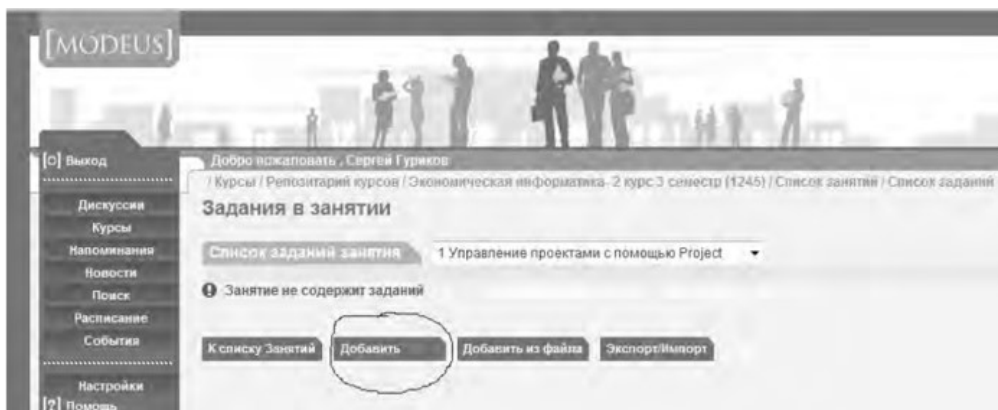 [MODEUS]
[O] Выход
Добро пожаловать , Сергей Гуриков
/ Курсы / Репозитарий курсов / Экономическая информатика- 2 курс 3 семестр (1245) / Список занятий / Список заданий
Дискуссии
Курсы
Напоминания
Новости
Поиск
Расписание
События
Настройки
[?] Помощь
Задания в занятии
Список заданий занятия
1 Управление проектами с помощью Project
Занятие не содержит заданий
К списку Занятий
Добавить
Добавить из файла
Экспорт/Импорт